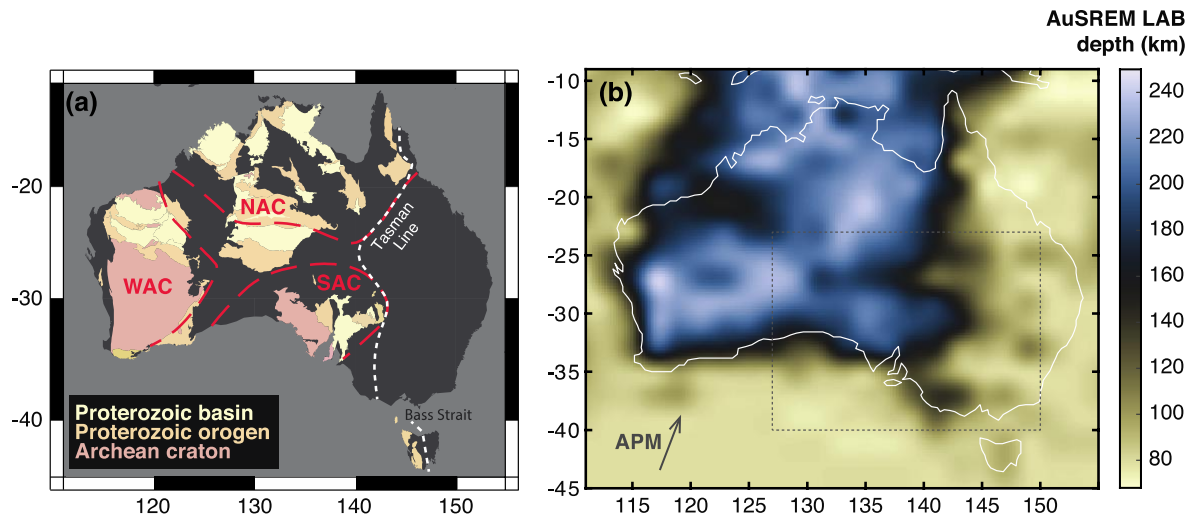 (a)
NAC
WAC
SAC
Tasman
Line
Bass Strait
Proterozoic basin
Proterozoic orogen
Archean craton
-20
-30
-40
120
130
140
150
AuSREM LAB
depth (km)
(b)
APM
-10
-15
-20
-25
-30
-35
-40
-45
115
120
125
130
135
140
145
150
240
220
200
180
160
140
120
100
80